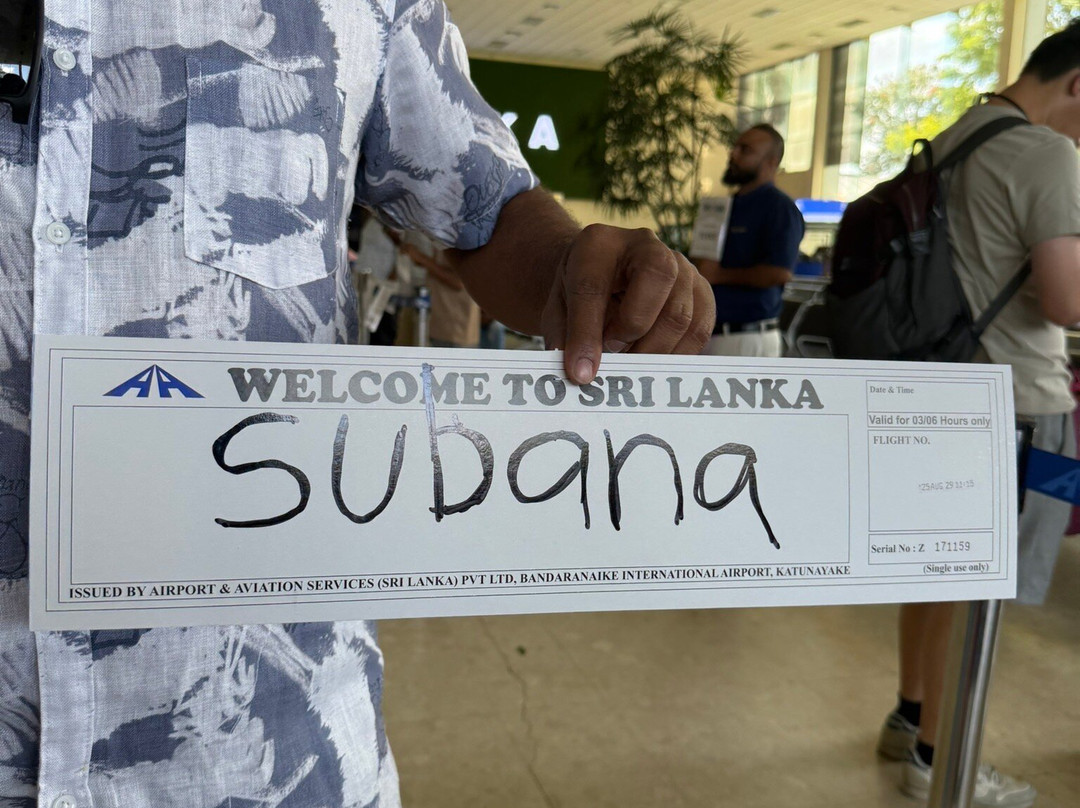 KA
WELCOME TO SRI LANKA
subana
Date & Time
Valid for 03/06 Hours only
FLIGHT NO.
'25AUG 29 11:15
Serial No : Z 171159
(Single use only)
ISSUED BY AIRPORT & AVIATION SERVICES (SRI LANKA) PVT LTD, BANDARANAIKE INTERNATIONAL AIRPORT, KATUNAYAKE